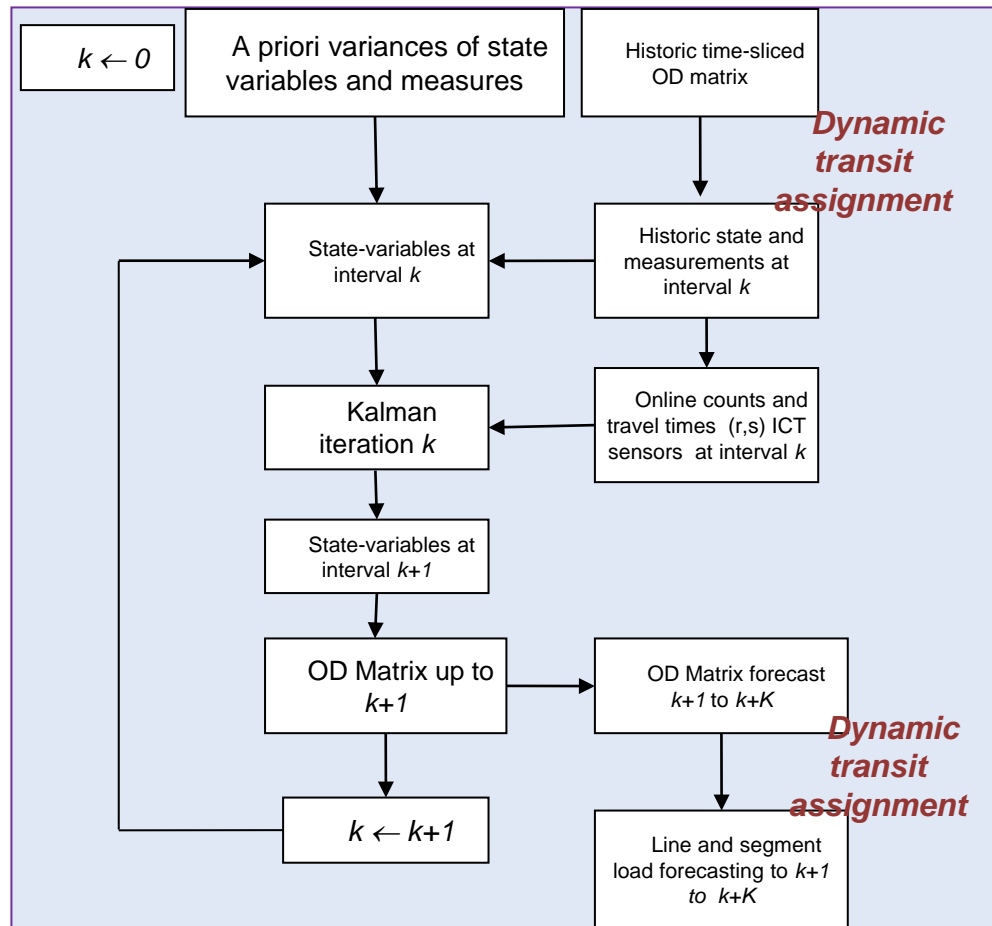 k ← 0
A priori variances of state
variables and measures
Historic time-sliced
OD matrix
Dynamic
transit
assignment
State-variables at
interval k
Historic state and
measurements at
interval k
Kalman
iteration k
Online counts and
travel times (r,s) ICT
sensors at interval k
State-variables at
interval k+1
OD Matrix up to
k+1
OD Matrix forecast
k+1 to k+K
Dynamic
transit
assignment
k ← k+1
Line and segment
load forecasting to k+1
to k+K